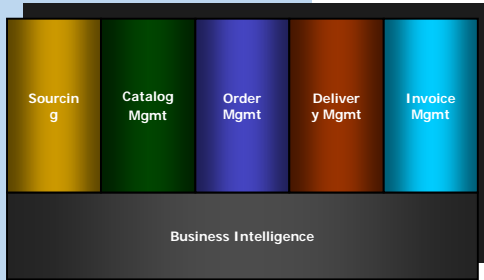 Sourcin
g
Catalog
Mgmt
Order
Mgmt
Deliver
y Mgmt
Invoice
Mgmt
Business Intelligence